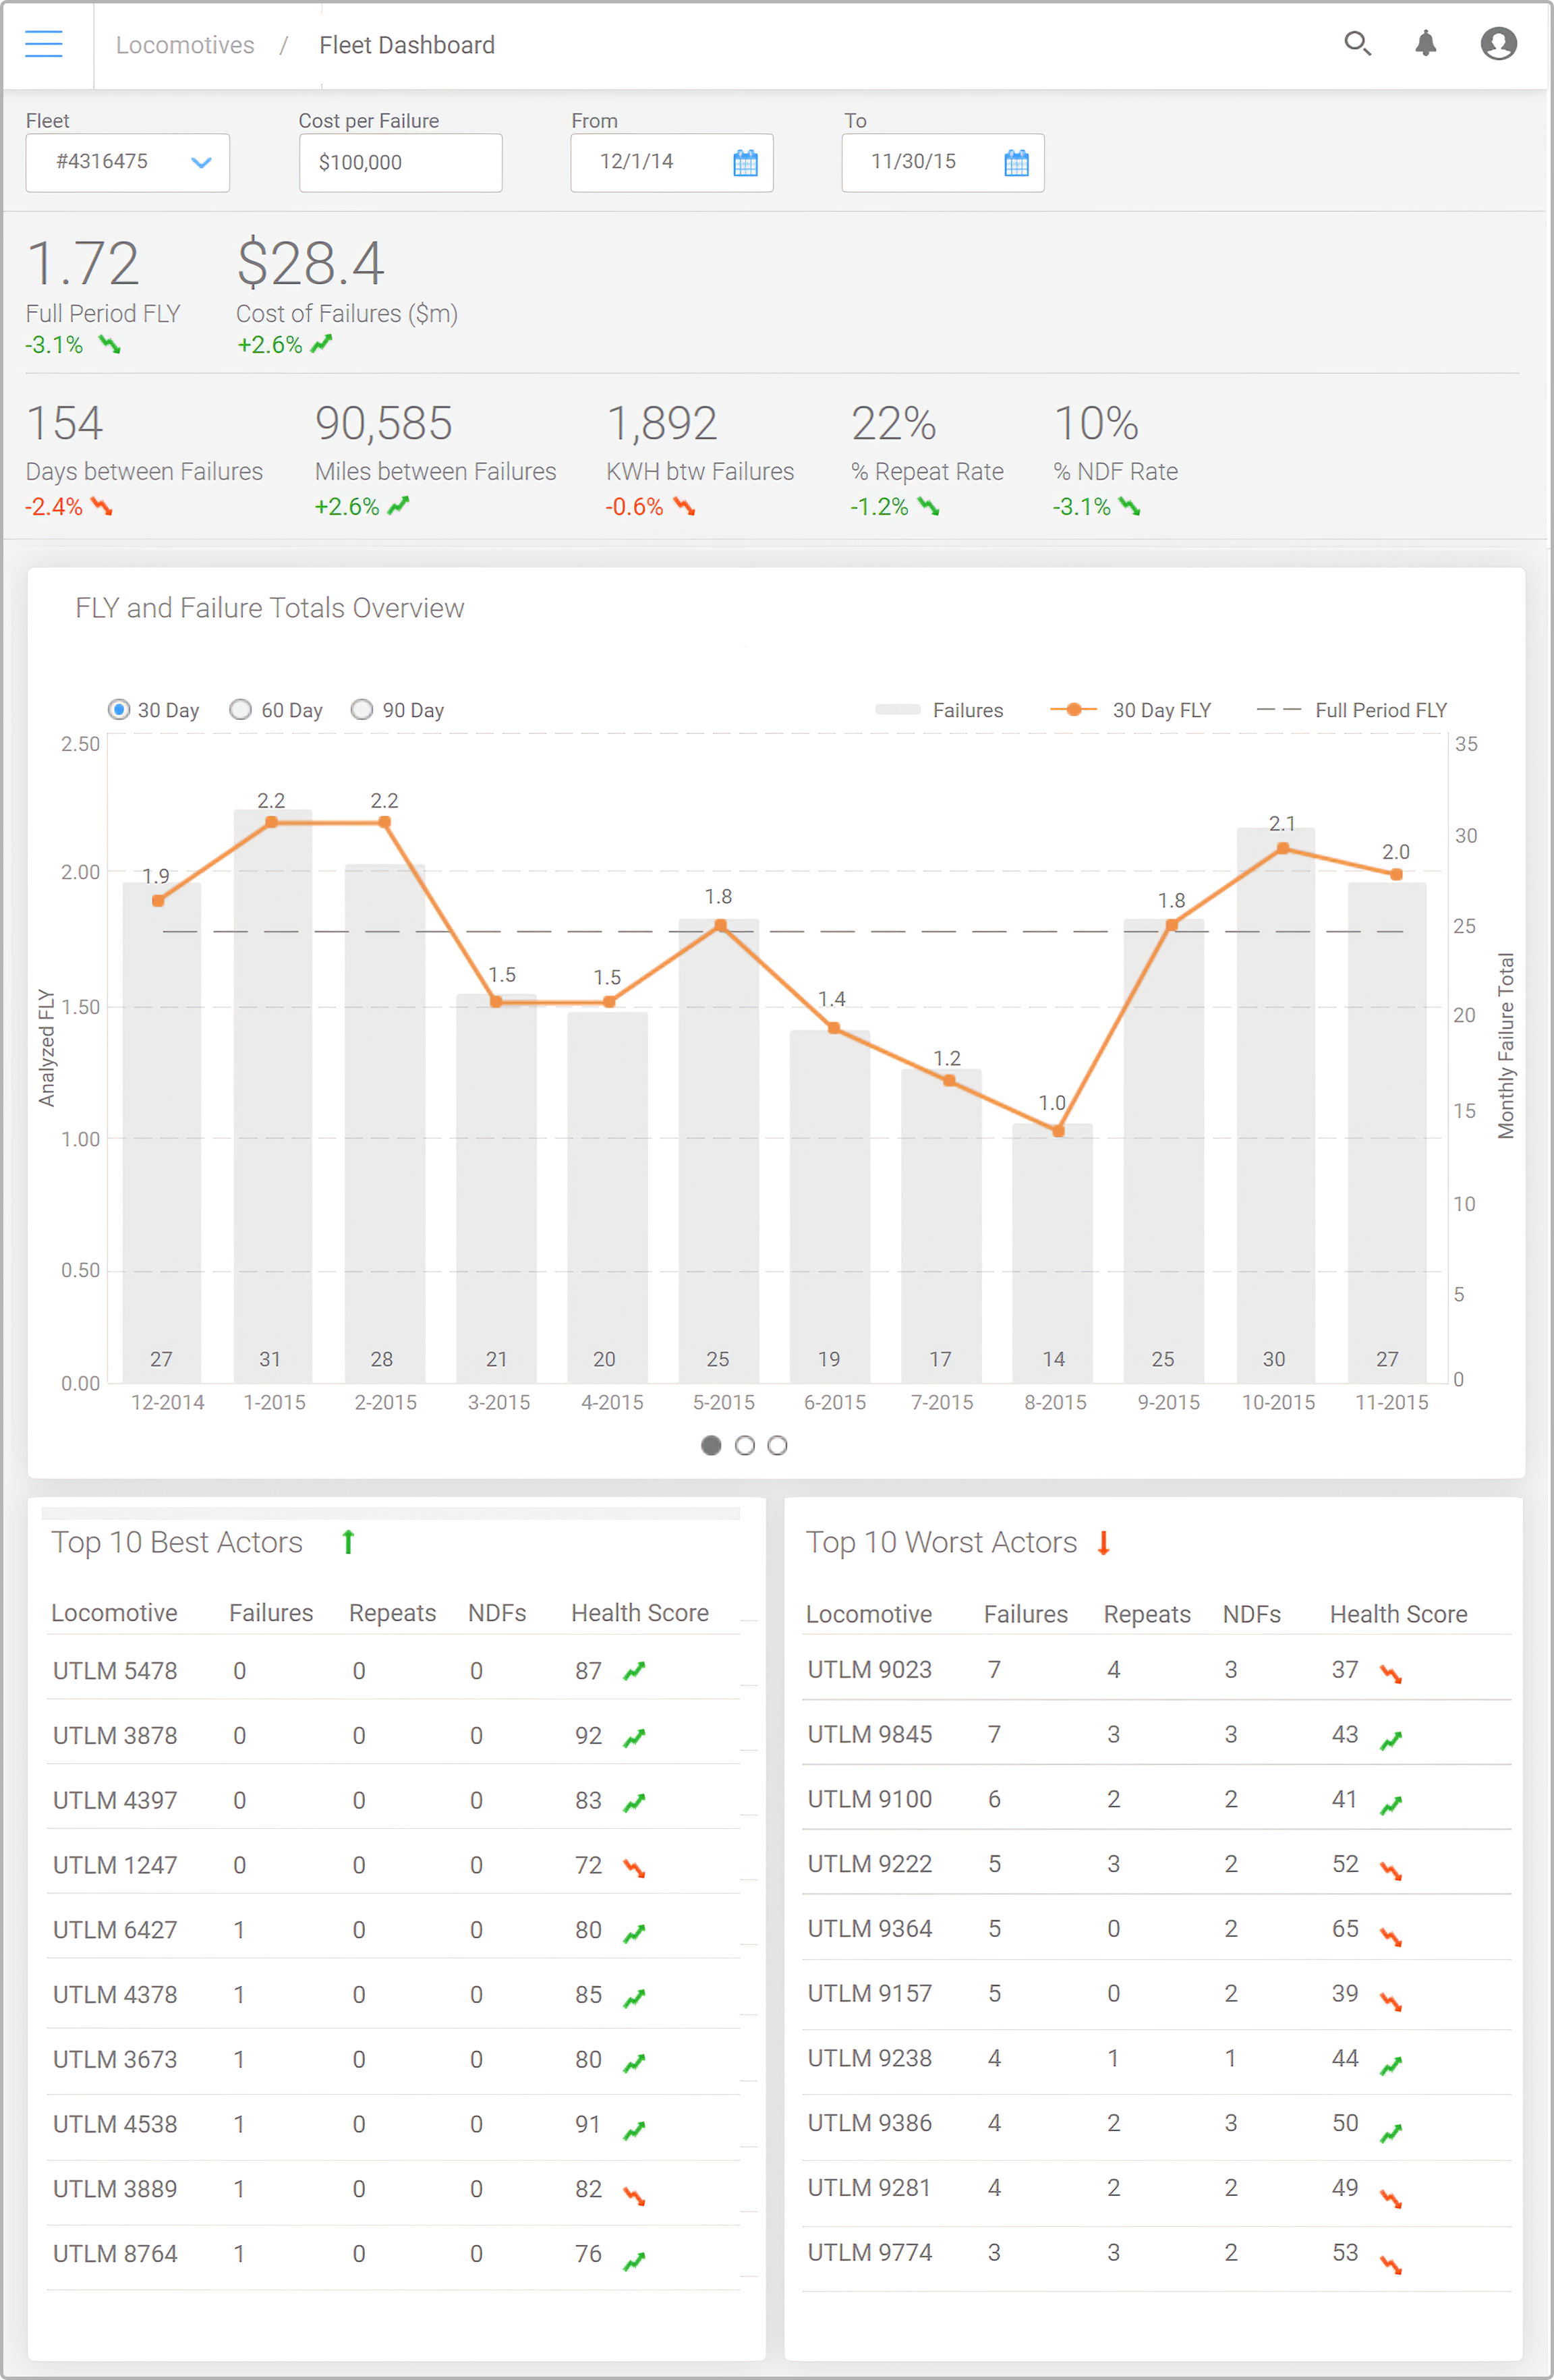 Locomotives / Fleet Dashboard
Fleet Cost per Failure From To
#4316475 $100,000 12/1/14 11/30/15
1.72 $28.4
Full Period FLY Cost of Failures ($m)
-3.1% +2.6%
154 90,585 1,892 22% 10%
Days between Failures Miles between Failures KWH btw Failures % Repeat Rate % NDF Rate
-2.4% +2.6% -0.6% -1.2% -3.1%
FLY and Failure Totals Overview
30 Day 60 Day 90 Day Failures 30 Day FLY Full Period FLY
2.50 35
2.2 2.2
2.1 30
2.0
2.00 1.9
1.8 1.8
25
1.5 1.5
1.4
1.50 20
1.2
1.0 15
1.00
10
0.50
5
27 31 28 21 20 25 19 17 14 25 30 27
0.00 0
12-2014 1-2015 2-2015 3-2015 4-2015 5-2015 6-2015 7-2015 8-2015 9-2015 10-2015 11-2015
Analyzed FLY
Monthly Failure Total
Top 10 Best Actors
Locomotive Failures Repeats NDFs Health Score
UTLM 5478 0 0 0 87
UTLM 3878 0 0 0 92
UTLM 4397 0 0 0 83
UTLM 1247 0 0 0 72
UTLM 6427 1 0 0 80
UTLM 4378 1 0 0 85
UTLM 3673 1 0 0 80
UTLM 4538 1 0 0 91
UTLM 3889 1 0 0 82
UTLM 8764 1 0 0 76
Top 10 Worst Actors
Locomotive Failures Repeats NDFs Health Score
UTLM 9023 7 4 3 37
UTLM 9845 7 3 3 43
UTLM 9100 6 2 2 41
UTLM 9222 5 3 2 52
UTLM 9364 5 0 2 65
UTLM 9157 5 0 2 39
UTLM 9238 4 1 1 44
UTLM 9386 4 2 3 50
UTLM 9281 4 2 2 49
UTLM 9774 3 3 2 53